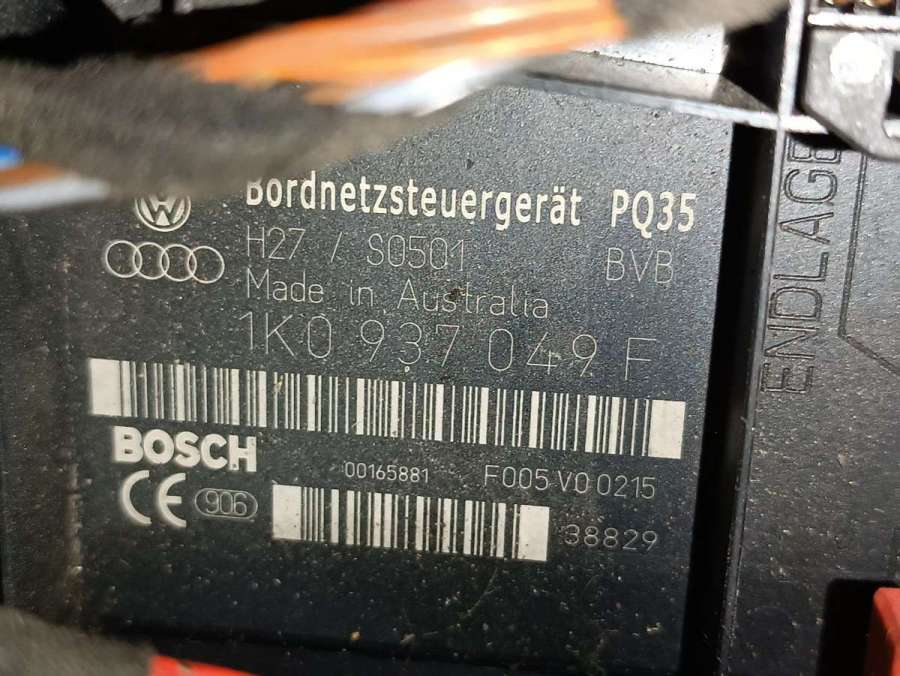 Bordnetzsteuergerät PQ35
H27 / S0501 BVB
Made in Australia
1K0 937 049 F
BOSCH
00165881 F005 V0 0215
CE 906
38829
ENDLAGE